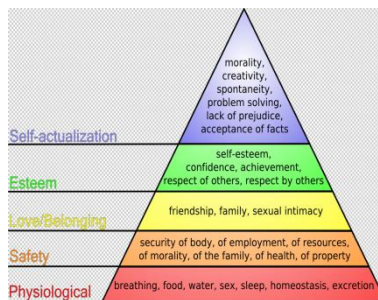 morality,
creativity,
spontaneity,
problem solving,
lack of prejudice,
acceptance of facts
Self-actualization
self-esteem,
confidence, achievement,
respect of others, respect by others
Esteem
friendship, family, sexual intimacy
Love/Belonging
security of body, of employment, of resources,
of morality, of the family, of health, of property
Safety
breathing, food, water, sex, sleep, homeostasis, excretion
Physiological